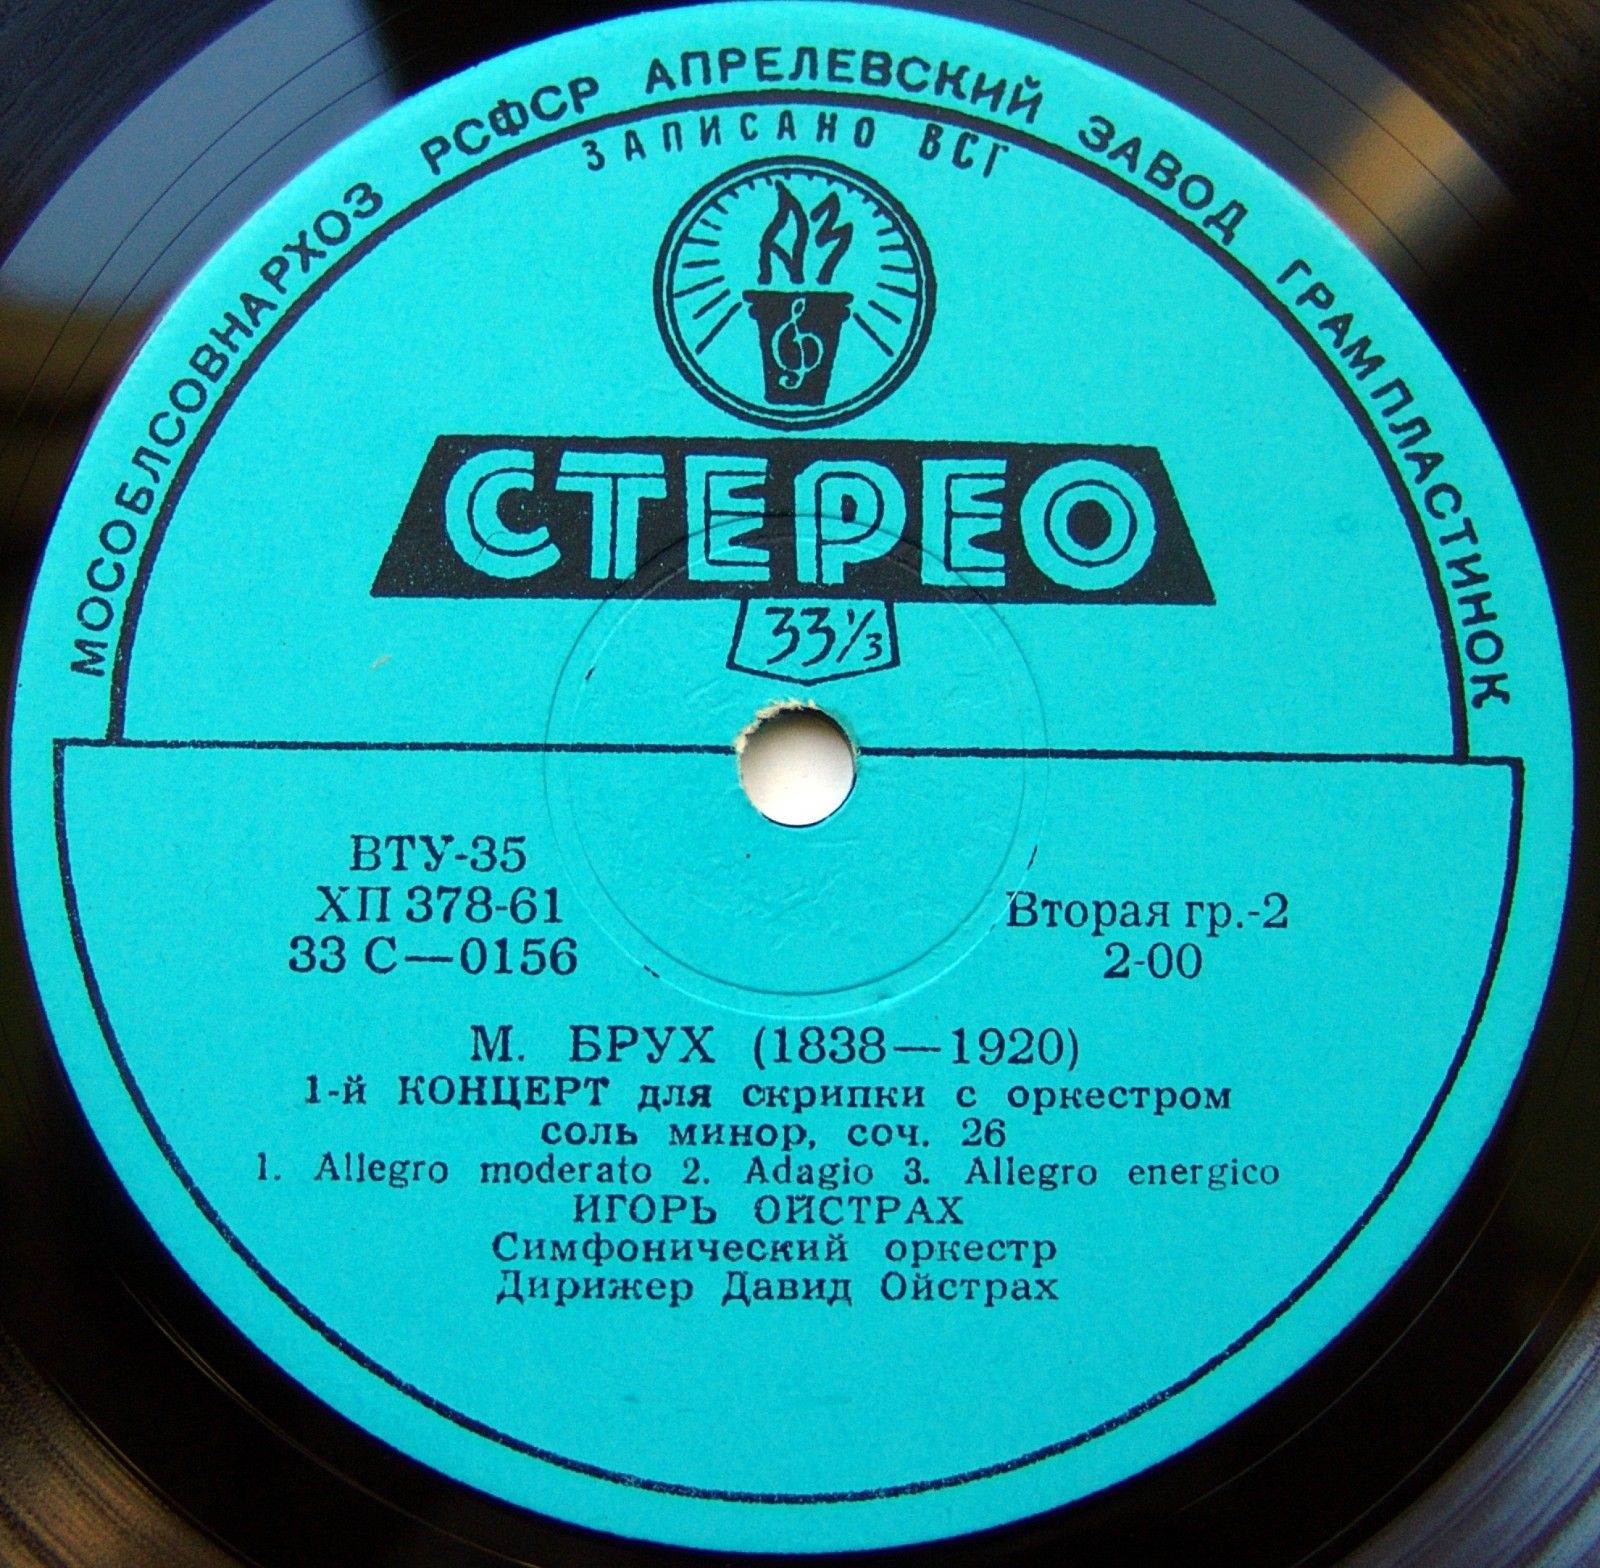 МОСОБЛСОВНАРХОЗ РСФСР АПРЕЛЕВСКИЙ ЗАВОД ГРАМПЛАСТИНОК
ЗАПИСАНО ВСГ
АЗ
СТЕРЕО
33⅓
ВТУ-35
ХП 378-61
33 С—0156
Вторая гр.-2
2-00
М. БРУХ (1838—1920)
1-й КОНЦЕРТ для скрипки с оркестром
соль минор, соч. 26
1. Allegro moderato 2. Adagio 3. Allegro energico
ИГОРЬ ОЙСТРАХ
Симфонический оркестр
Дирижер Давид Ойстрах